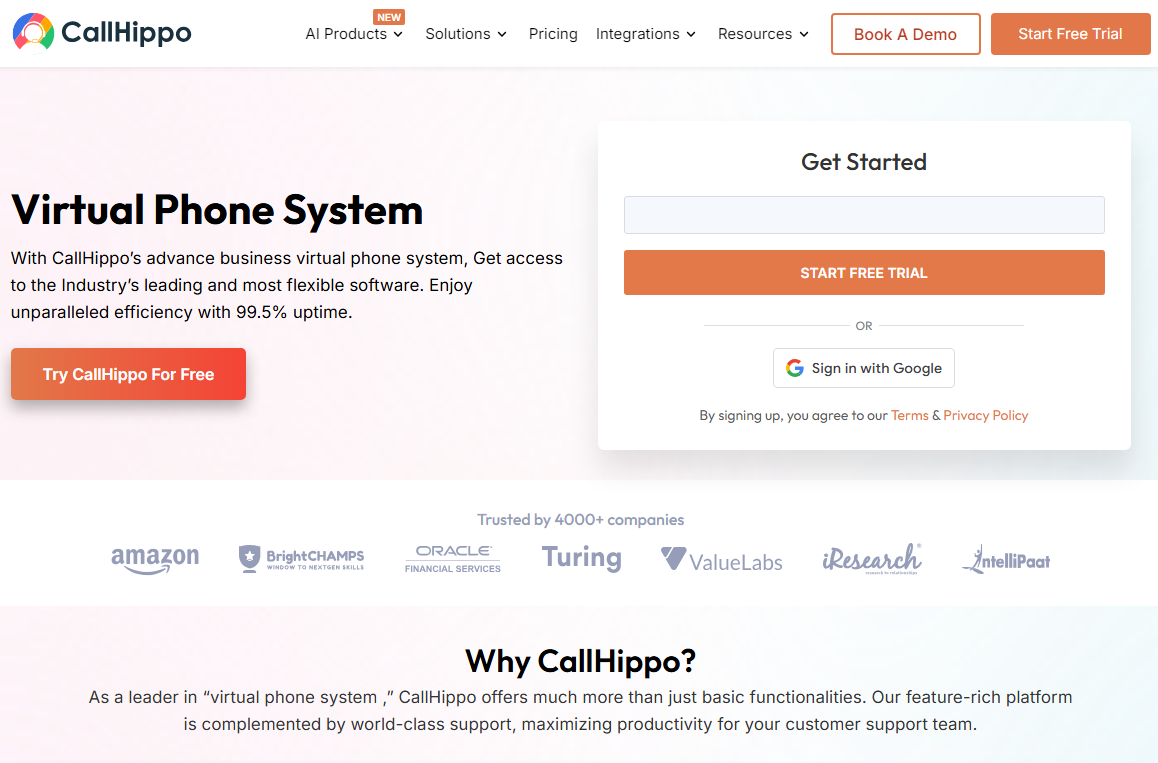 CallHippo
AI Products
NEW
Solutions
Pricing
Integrations
Resources
Book A Demo
Start Free Trial
Virtual Phone System
With CallHippo’s advance business virtual phone system, Get access
to the Industry’s leading and most flexible software. Enjoy
unparalleled efficiency with 99.5% uptime.
Try CallHippo For Free
Get Started
START FREE TRIAL
OR
Sign in with Google
By signing up, you agree to our Terms & Privacy Policy
Trusted by 4000+ companies
amazon
BrightCHAMPS
WINDOW TO NEXTGEN SKILLS
ORACLE
FINANCIAL SERVICES
Turing
ValueLabs
iResearch
research to relationships
IntelliPaat
Why CallHippo?
As a leader in “virtual phone system ,” CallHippo offers much more than just basic functionalities. Our feature-rich platform
is complemented by world-class support, maximizing productivity for your customer support team.